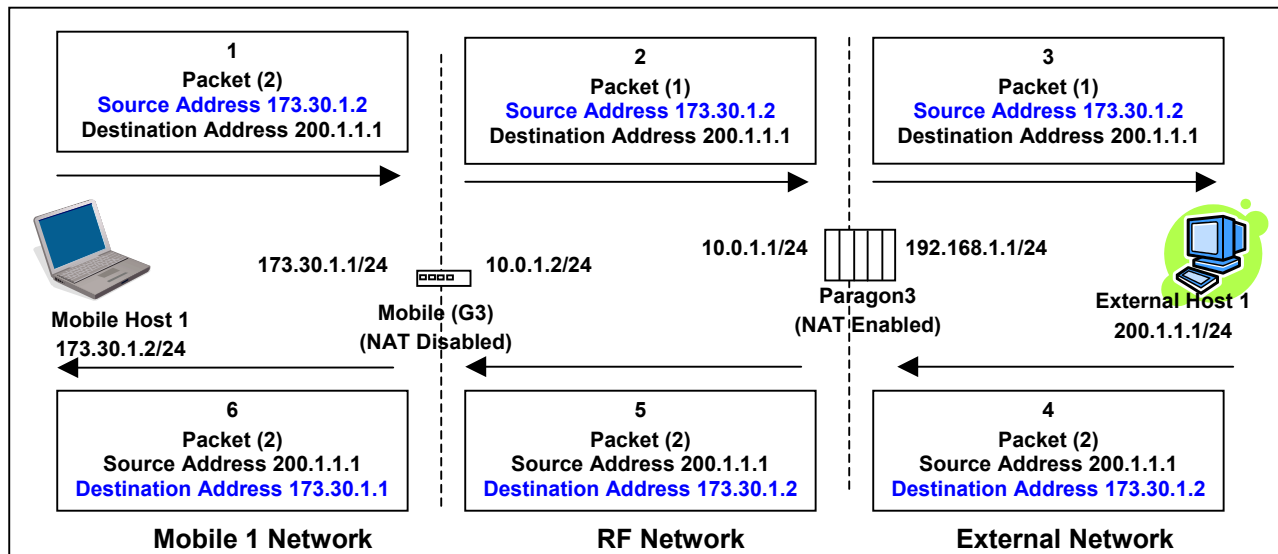 1
Packet (2)
Source Address 173.30.1.2
Destination Address 200.1.1.1
2
Packet (1)
Source Address 173.30.1.2
Destination Address 200.1.1.1
3
Packet (1)
Source Address 173.30.1.2
Destination Address 200.1.1.1
Mobile Host 1
173.30.1.2/24
173.30.1.1/24
10.0.1.2/24
Mobile (G3)
(NAT Disabled)
10.0.1.1/24
192.168.1.1/24
Paragon3
(NAT Enabled)
External Host 1
200.1.1.1/24
6
Packet (2)
Source Address 200.1.1.1
Destination Address 173.30.1.1
5
Packet (2)
Source Address 200.1.1.1
Destination Address 173.30.1.2
4
Packet (2)
Source Address 200.1.1.1
Destination Address 173.30.1.2
Mobile 1 Network
RF Network
External Network